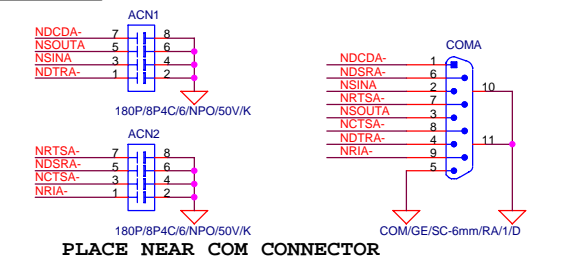 ACN1
NDCDA- 7 8
NSOUTA 5 6
NSINA 3 4
NDTRA- 1 2
180P/8P4C/6/NPO/50V/K
ACN2
NRTSA- 7 8
NDSRA- 5 6
NCTSA- 3 4
NRIA- 1 2
180P/8P4C/6/NPO/50V/K
COMA
NDCDA- 1
NDSRA- 6
NSINA 2 10
NRTSA- 7
NSOUTA 3
NCTSA- 8
NDTRA- 4 11
NRIA- 9
5
COM/GE/SC-6mm/RA/1/D
PLACE NEAR COM CONNECTOR